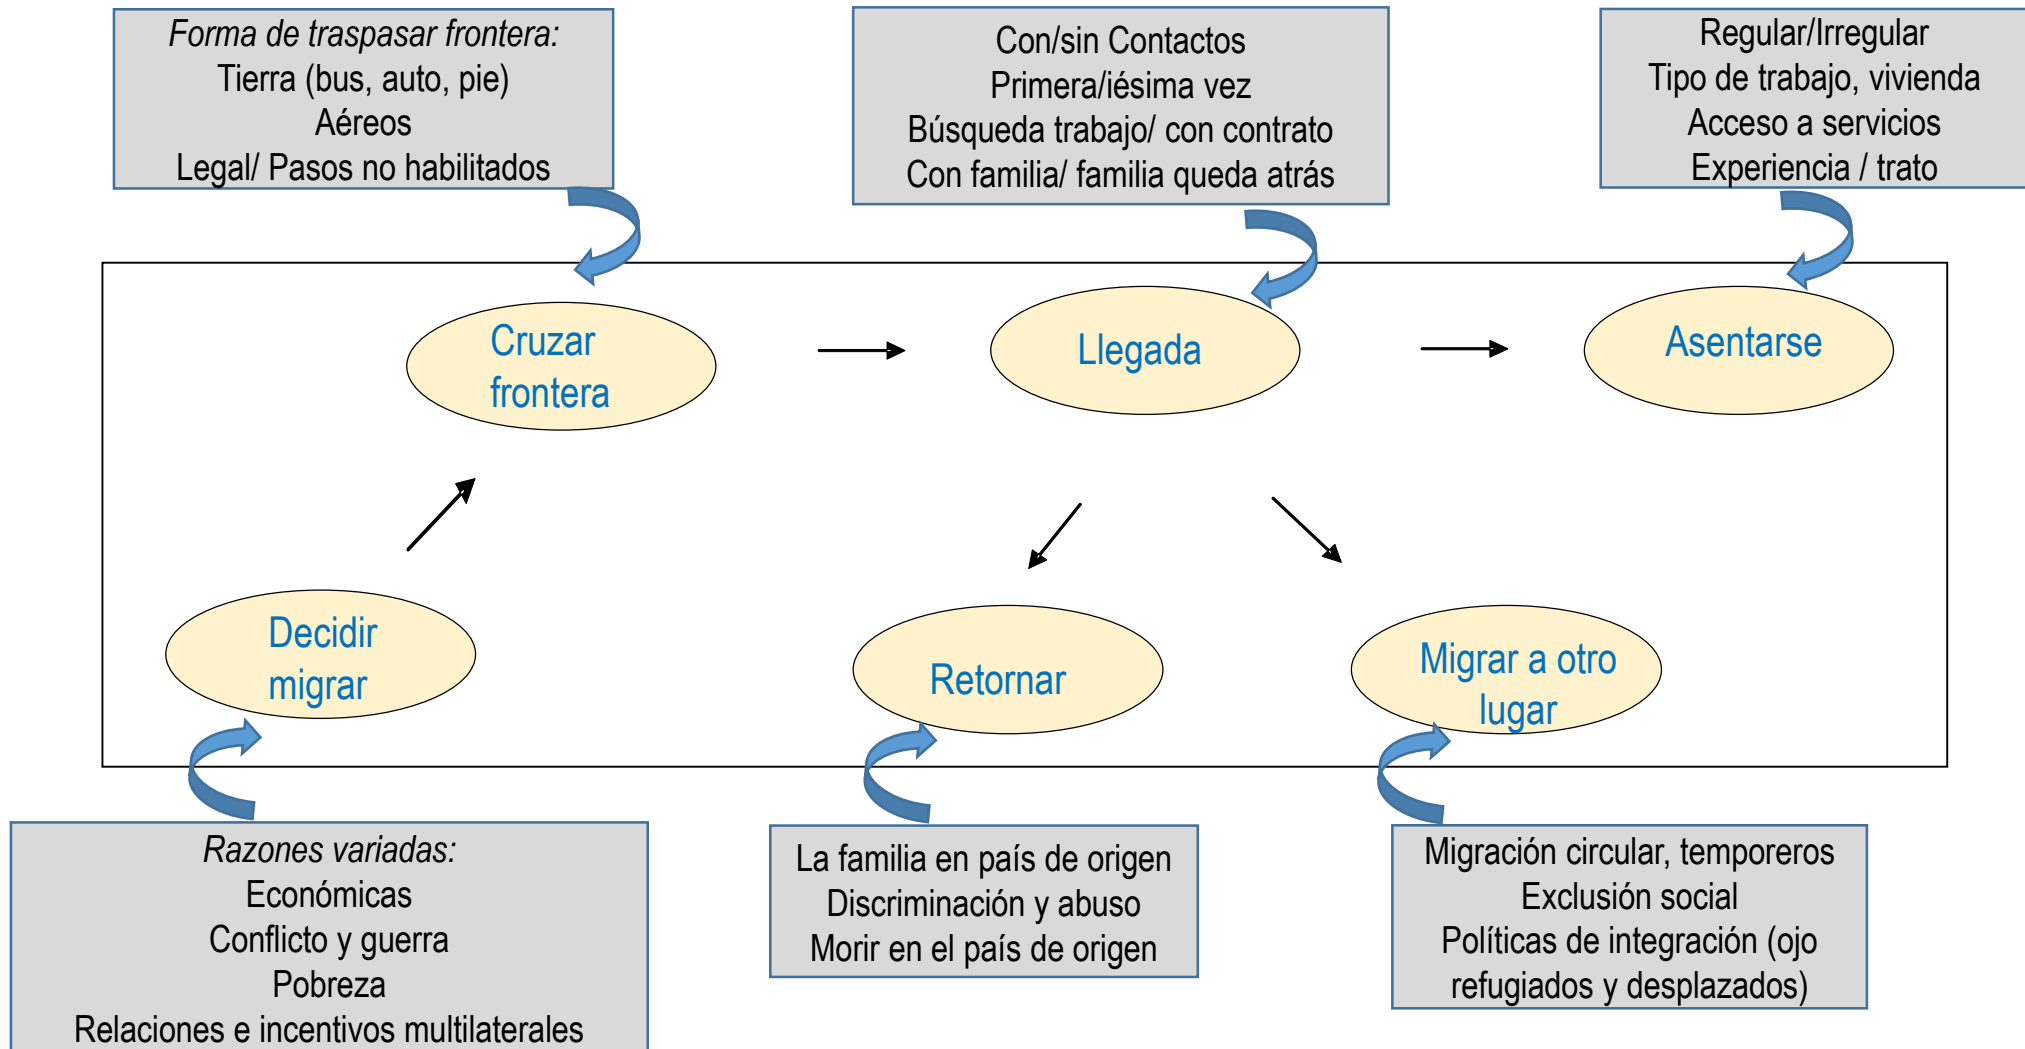 Forma de traspasar frontera:
Tierra (bus, auto, pie)
Aéreos
Legal/ Pasos no habilitados
Con/sin Contactos
Primera/iésima vez
Búsqueda trabajo/ con contrato
Con familia/ familia queda atrás
Regular/Irregular
Tipo de trabajo, vivienda
Acceso a servicios
Experiencia / trato
Cruzar
frontera
Llegada
Asentarse
Decidir
migrar
Retornar
Migrar a otro
lugar
Razones variadas:
Económicas
Conflicto y guerra
Pobreza
Relaciones e incentivos multilaterales
La familia en país de origen
Discriminación y abuso
Morir en el país de origen
Migración circular, temporeros
Exclusión social
Políticas de integración (ojo
refugiados y desplazados)